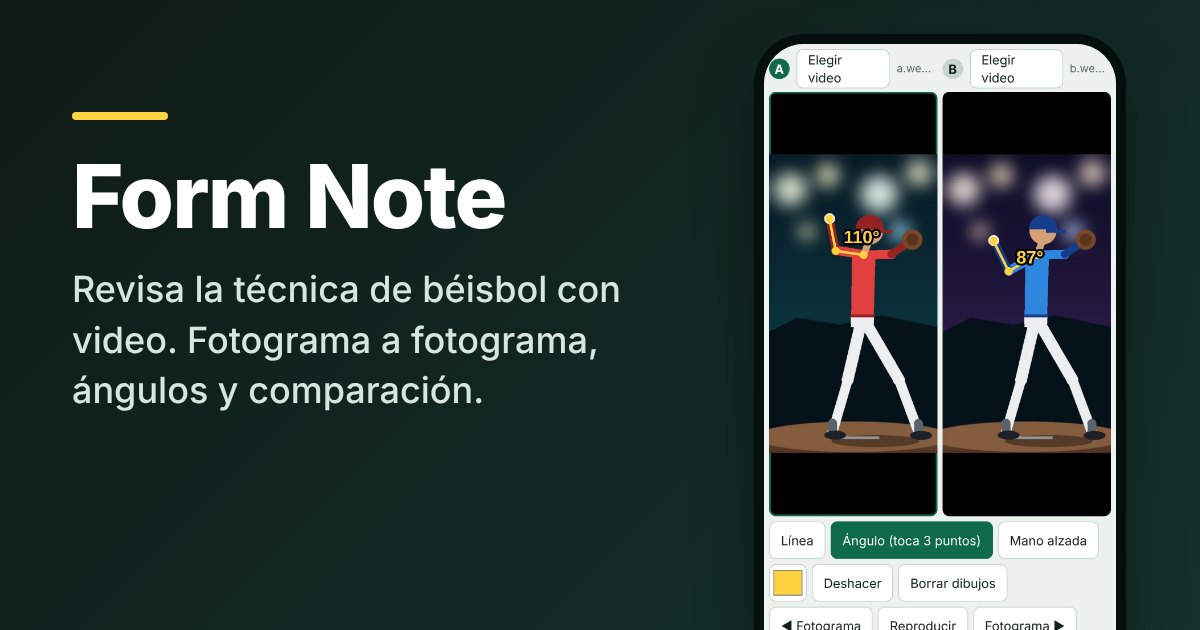 Form Note
Revisa la técnica de béisbol con
video. Fotograma a fotograma,
ángulos y comparación.
A
Elegir
video
a.we...
B
Elegir
video
b.we...
110°
87°
Línea
Ángulo (toca 3 puntos)
Mano alzada
Deshacer
Borrar dibujos
◀ Fotograma
Reproducir
Fotograma ▶